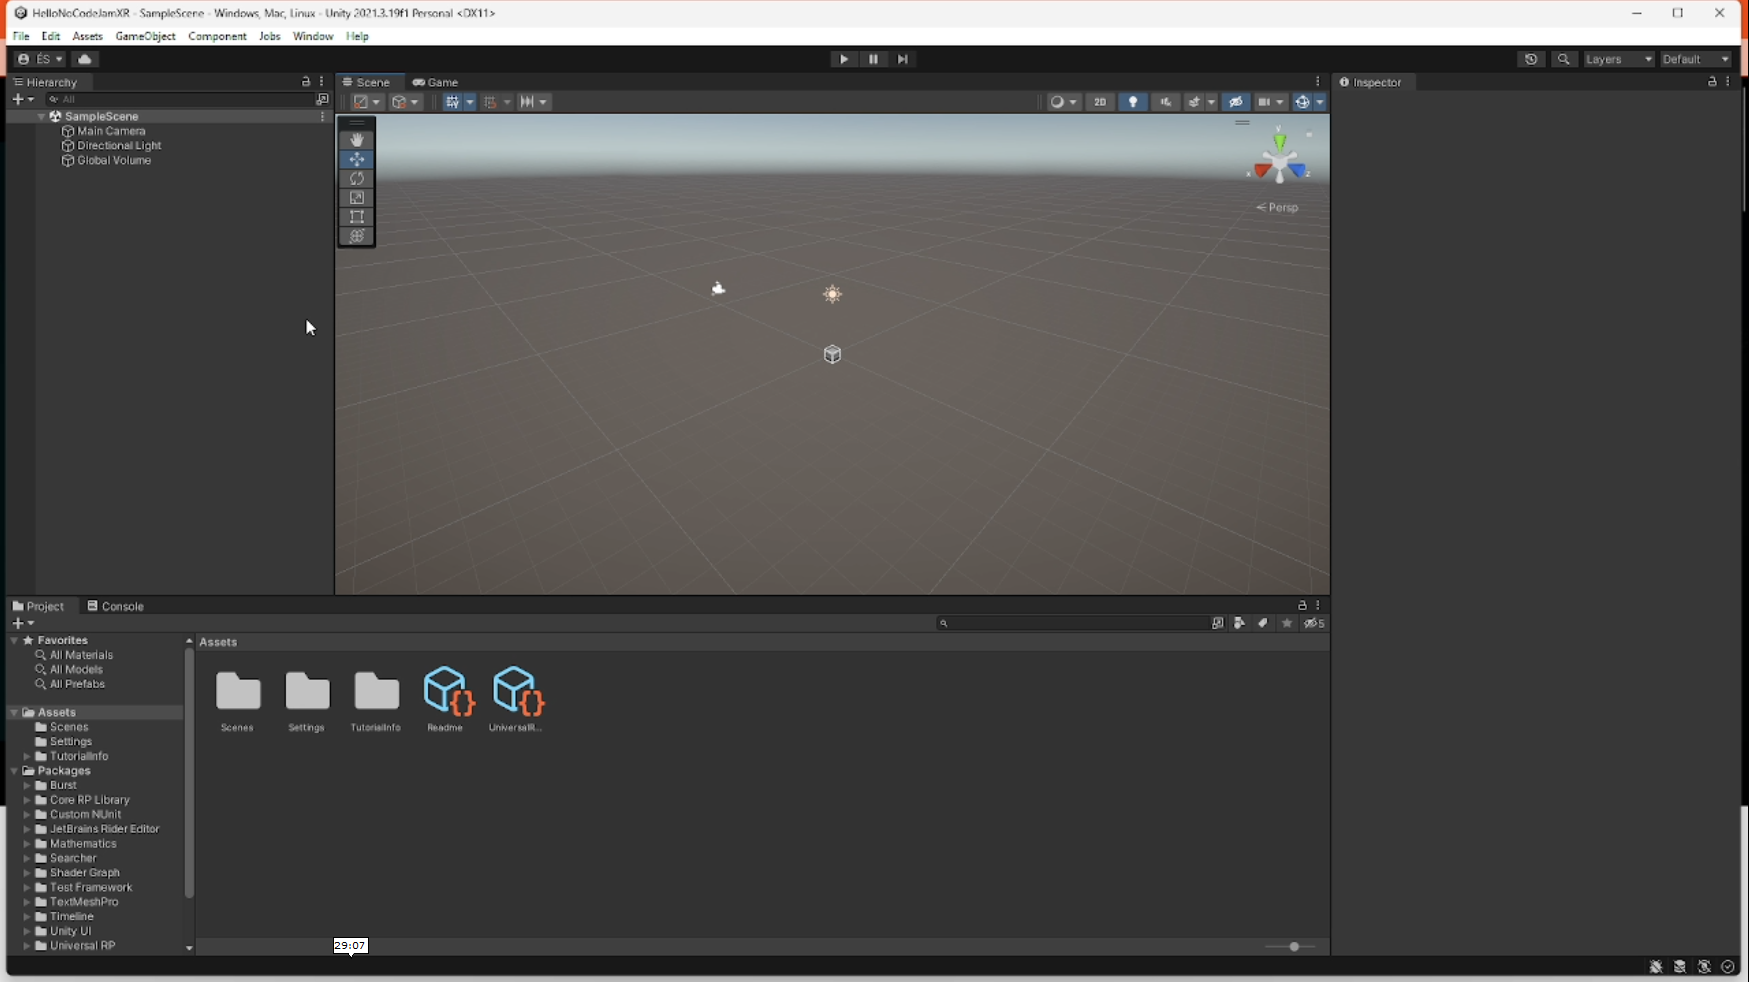 HelloNoCodeJamXR - SampleScene - Windows, Mac, Linux - Unity 2021.3.19f1 Personal <DX11>
File Edit Assets GameObject Component Jobs Window Help
ÉS
Layers
Default
Hierarchy
Scene
Game
Inspector
All
2D
SampleScene
Main Camera
Directional Light
Global Volume
y
x
z
Persp
Project
Console
5
Favorites
All Materials
All Models
All Prefabs
Assets
Scenes
Settings
TutorialInfo
Packages
Burst
Core RP Library
Custom NUnit
JetBrains Rider Editor
Mathematics
Searcher
Shader Graph
Test Framework
TextMeshPro
Timeline
Unity UI
Universal RP
Assets
Scenes
Settings
TutorialInfo
Readme
UniversalR...
29:07